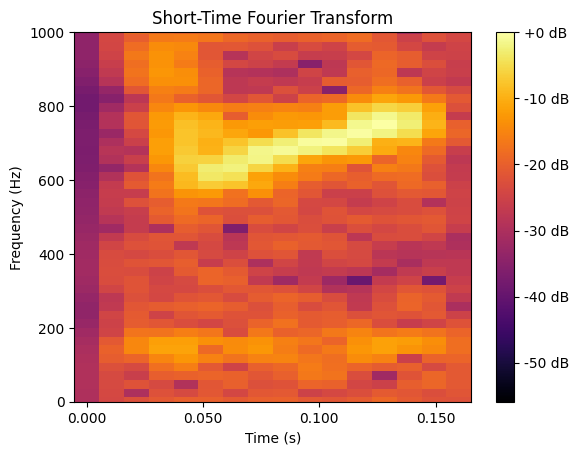 Short-Time Fourier Transform
1000
800
600
400
200
0
Frequency (Hz)
0.000
0.050
0.100
0.150
Time (s)
+0 dB
-10 dB
-20 dB
-30 dB
-40 dB
-50 dB